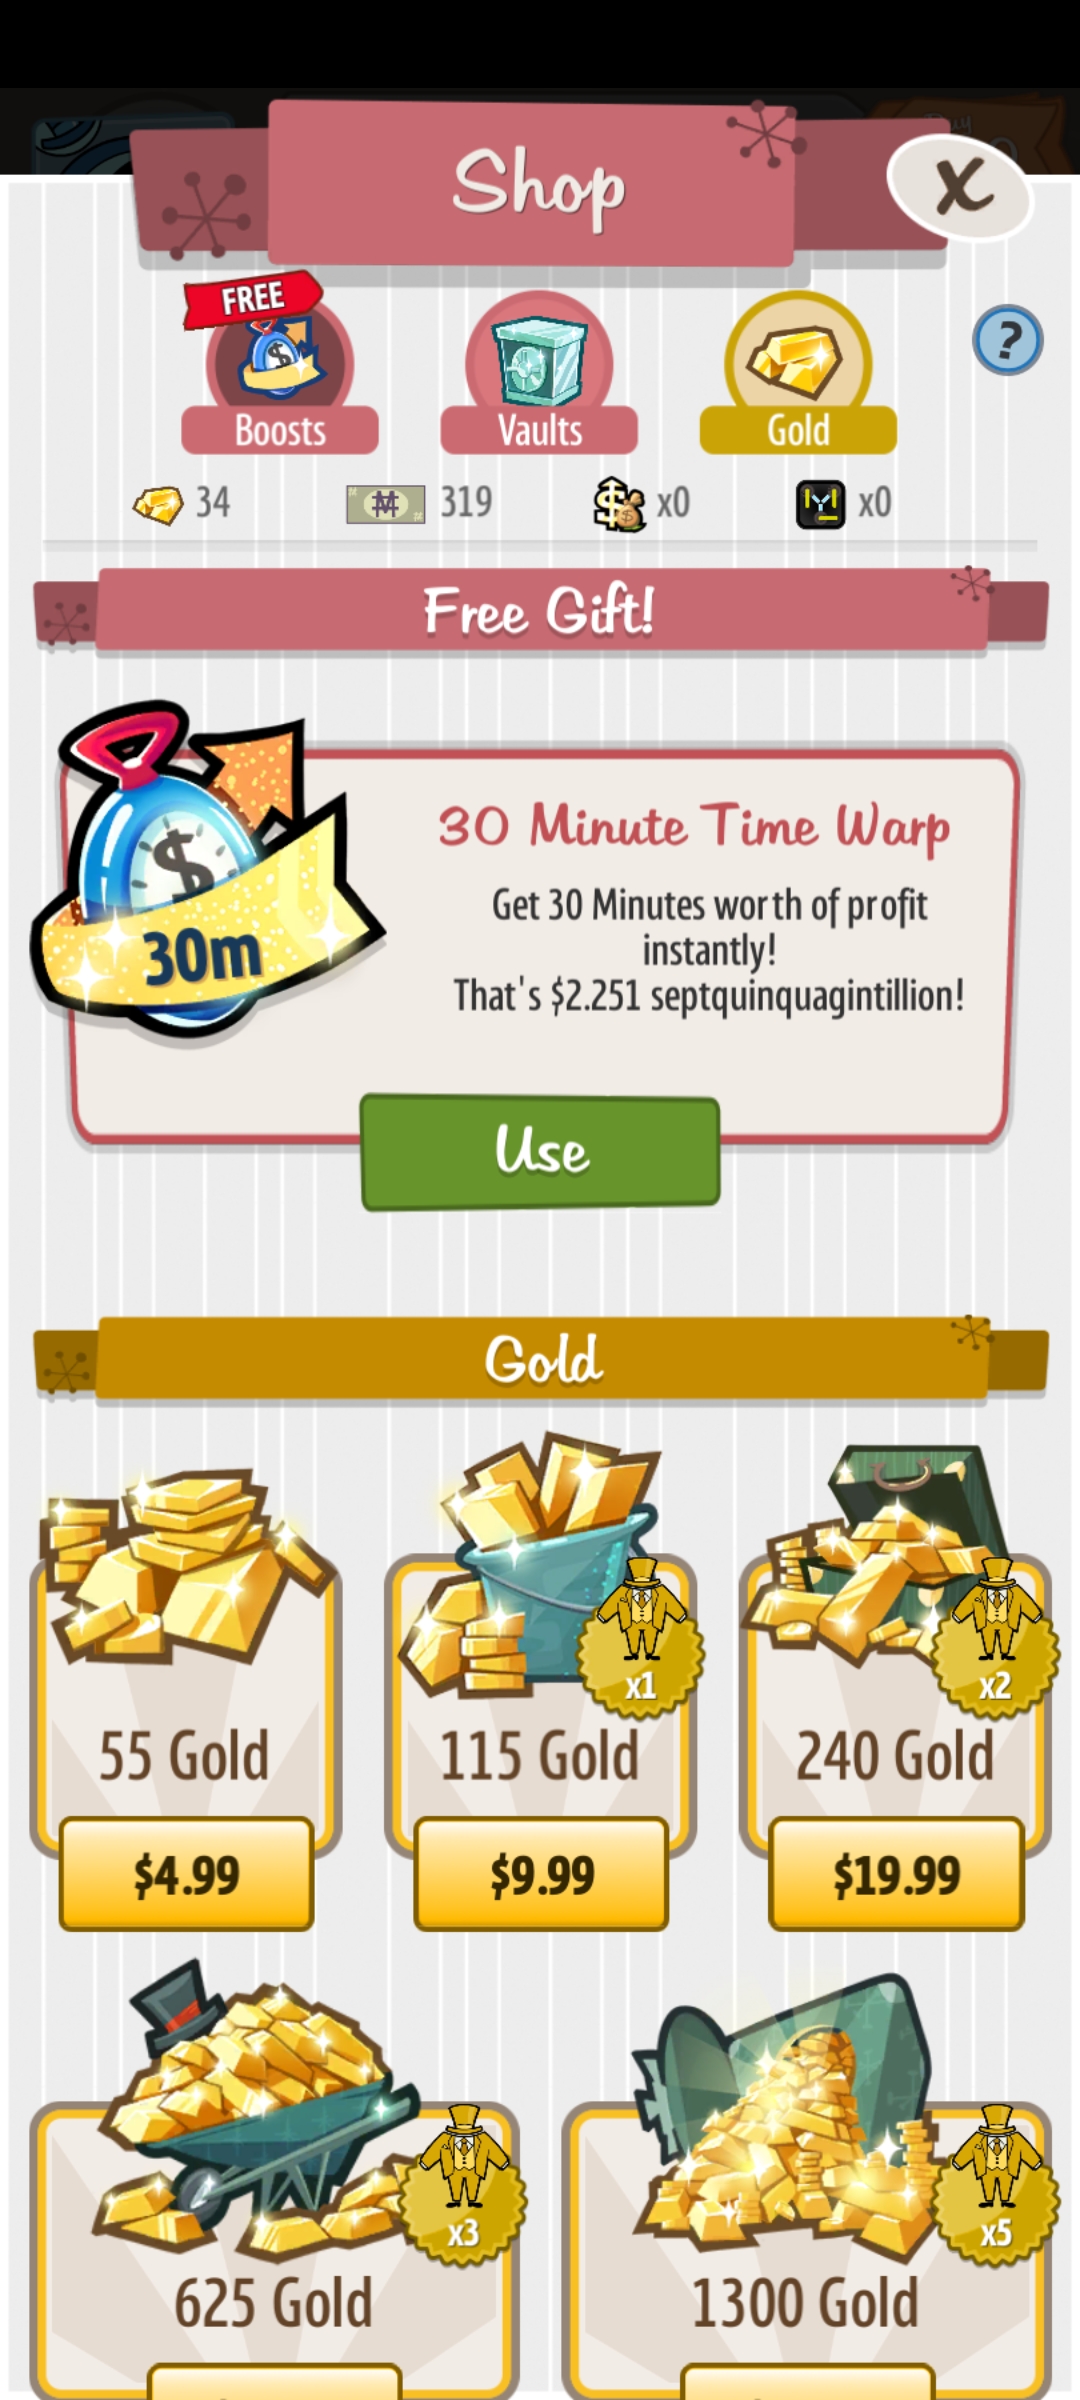 Shop
X
FREE
Boosts
Vaults
Gold
?
34
319
x0
x0
Free Gift!
30m
30 Minute Time Warp
Get 30 Minutes worth of profit
instantly!
That's $2.251 septquinquagintillion!
Use
Gold
x1
x2
55 Gold
115 Gold
240 Gold
$4.99
$9.99
$19.99
x3
x5
625 Gold
1300 Gold